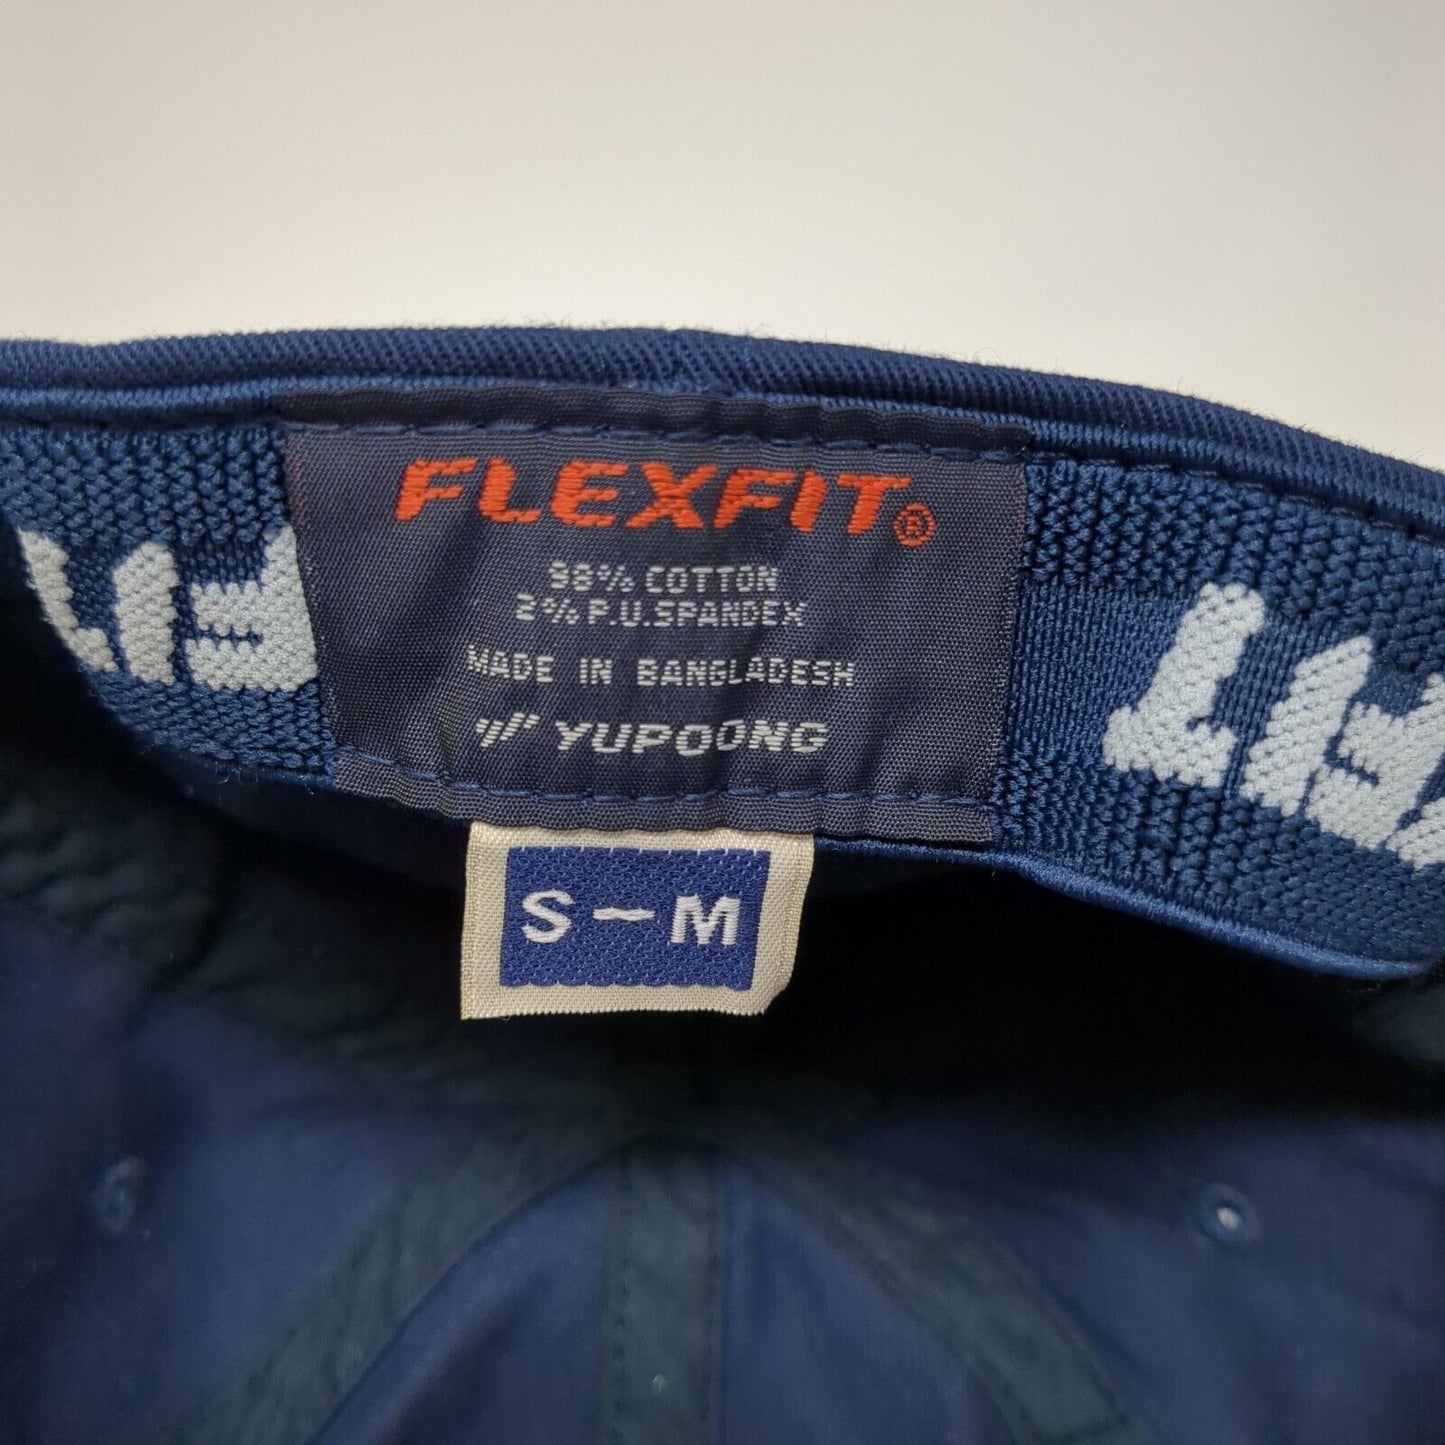 FLEXFIT®
98% COTTON
2% P.U.SPANDEX
MADE IN BANGLADESH
YUPOONG
S-M